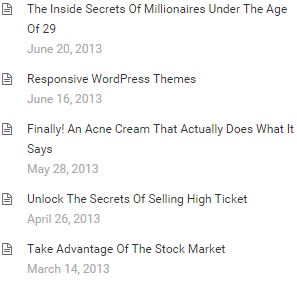 The Inside Secrets Of Millionaires Under The Age
Of 29
June 20, 2013
Responsive WordPress Themes
June 16, 2013
Finally! An Acne Cream That Actually Does What It
Says
May 28, 2013
Unlock The Secrets Of Selling High Ticket
April 26, 2013
Take Advantage Of The Stock Market
March 14, 2013